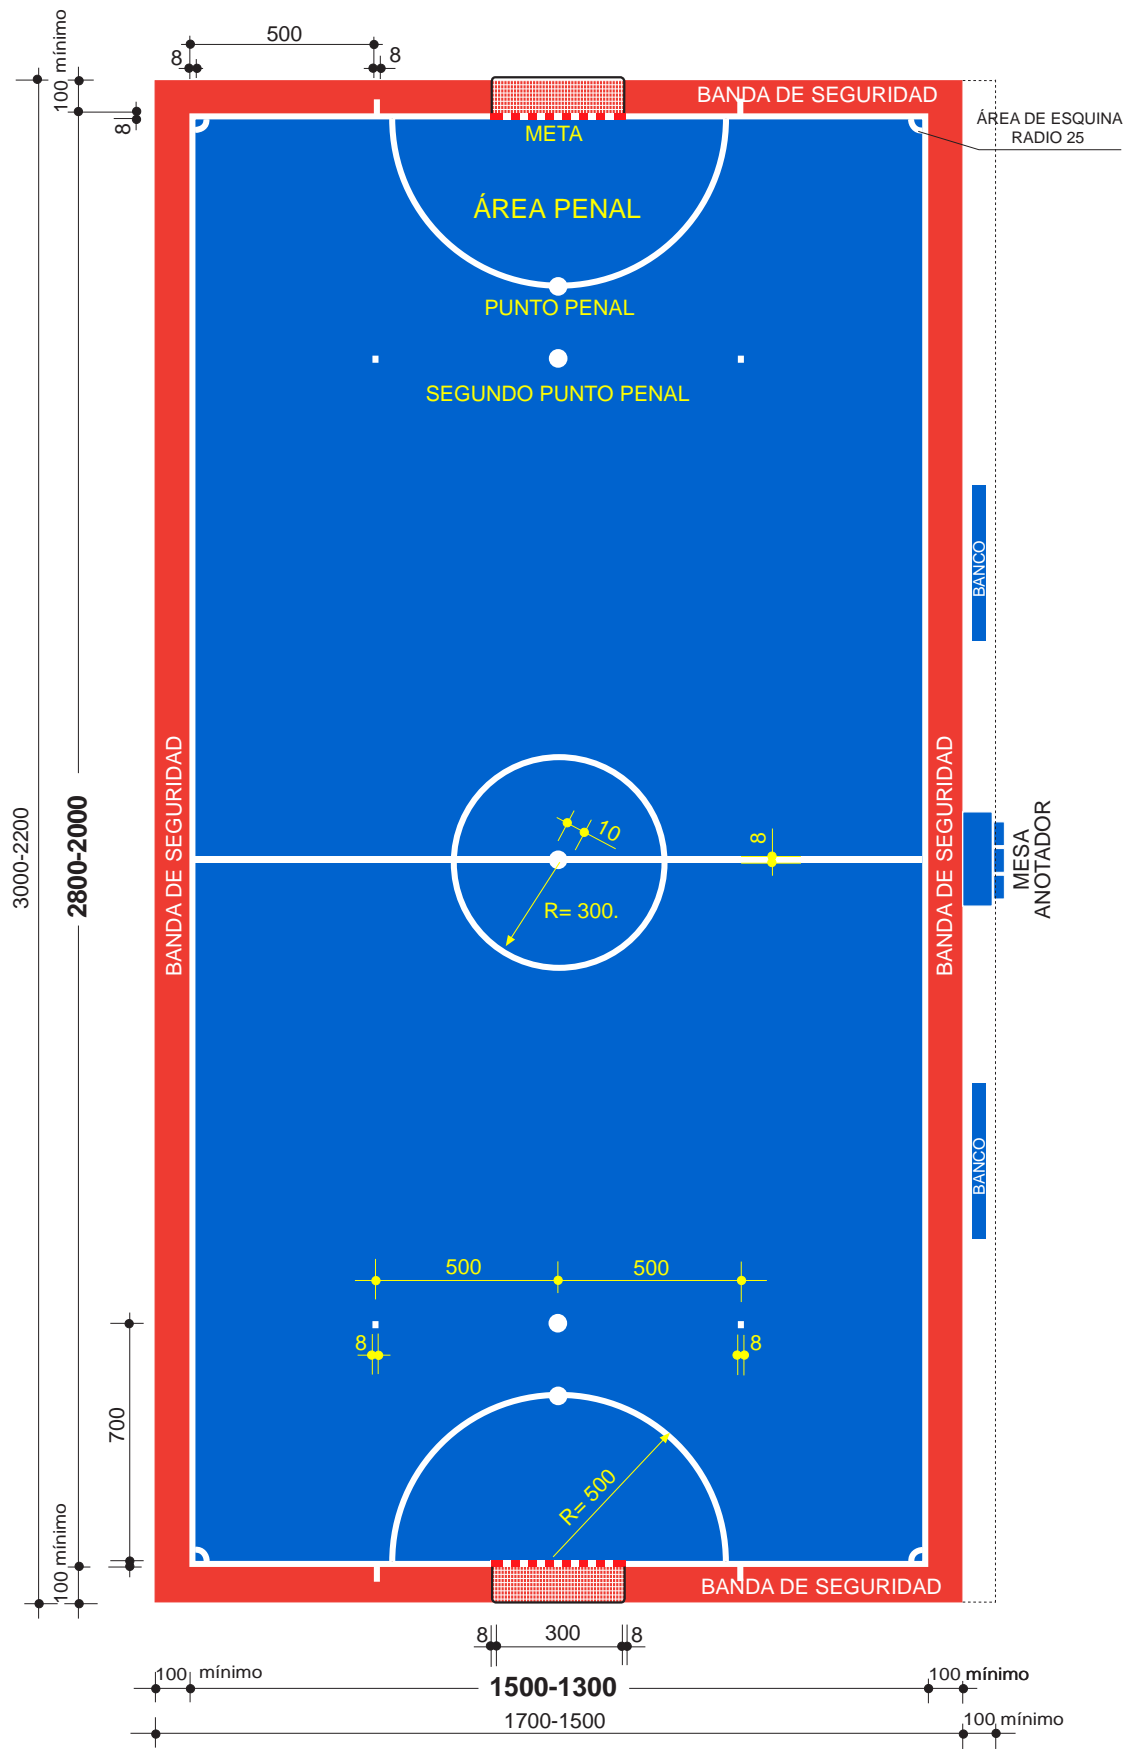 500
8
8
100 mínimo
8
BANDA DE SEGURIDAD
ÁREA DE ESQUINA
RADIO 25
META
ÁREA PENAL
PUNTO PENAL
SEGUNDO PUNTO PENAL
BANCO
BANDA DE SEGURIDAD
BANDA DE SEGURIDAD
3000-2200
2800-2000
10
8
R= 300.
MESA
ANOTADOR
BANCO
500
500
8
8
700
R= 500
100 mínimo
BANDA DE SEGURIDAD
8
300
8
100 mínimo
1500-1300
100 mínimo
1700-1500
100 mínimo